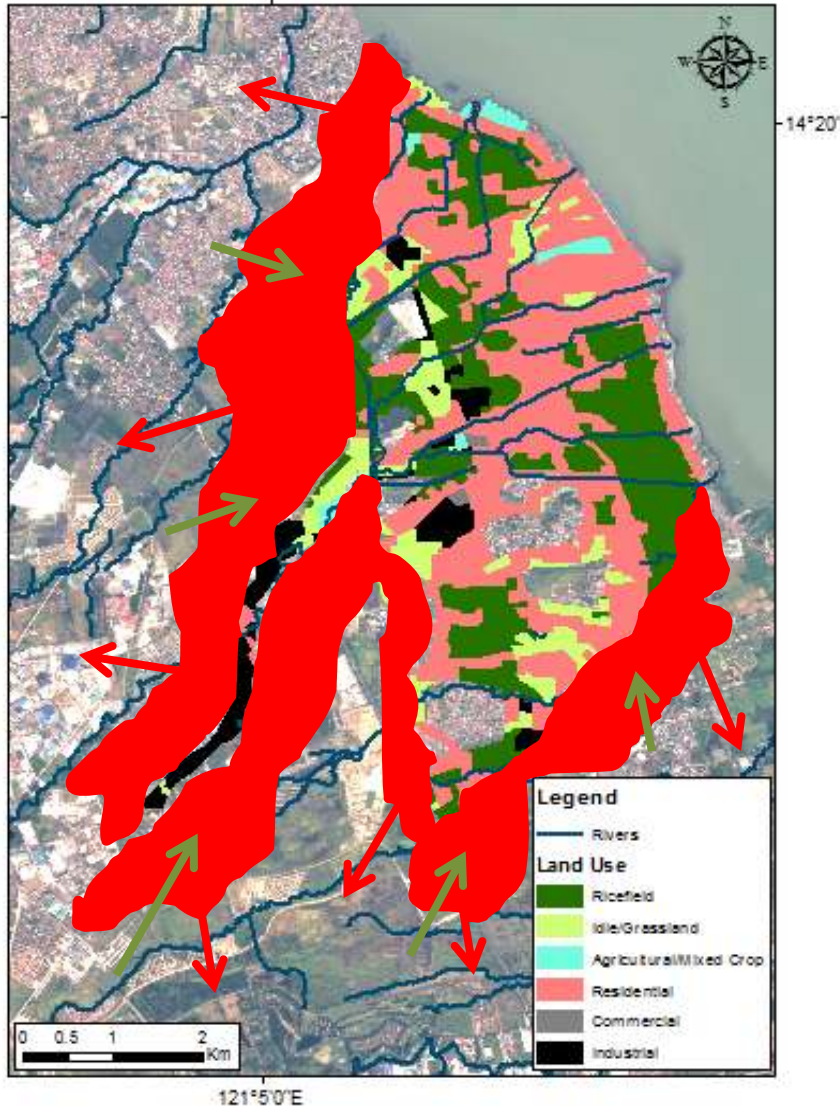 N
W E
S
14°20'
Legend
Rivers
Land Use
Ricefield
Idle/Grassland
Agricultural/Mixed Crop
Residential
Commercial
Industrial
0 0.5 1 2
Km
121°5'0"E